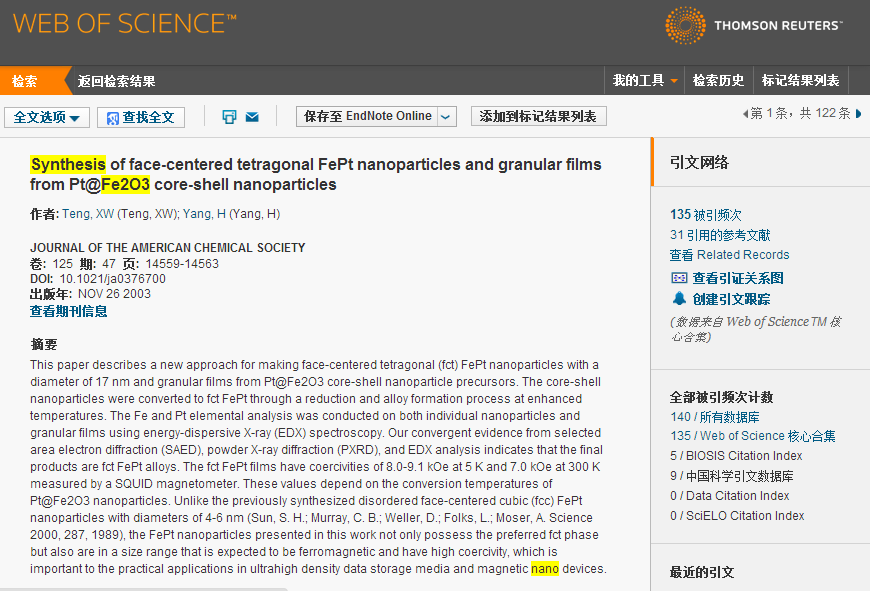 WEB OF SCIENCE™
THOMSON REUTERS™
检索
返回检索结果
我的工具
检索历史
标记结果列表
全文选项
查找全文
保存至 EndNote Online
添加到标记结果列表
第 1 条，共 122 条
Synthesis of face-centered tetragonal FePt nanoparticles and granular films
from Pt@Fe2O3 core-shell nanoparticles
作者: Teng, XW (Teng, XW); Yang, H (Yang, H)
JOURNAL OF THE AMERICAN CHEMICAL SOCIETY
卷: 125 期: 47 页: 14559-14563
DOI: 10.1021/ja0376700
出版年: NOV 26 2003
查看期刊信息
摘要
This paper describes a new approach for making face-centered tetragonal (fct) FePt nanoparticles with a
diameter of 17 nm and granular films from Pt@Fe2O3 core-shell nanoparticle precursors. The core-shell
nanoparticles were converted to fct FePt through a reduction and alloy formation process at enhanced
temperatures. The Fe and Pt elemental analysis was conducted on both individual nanoparticles and
granular films using energy-dispersive X-ray (EDX) spectroscopy. Our convergent evidence from selected
area electron diffraction (SAED), powder X-ray diffraction (PXRD), and EDX analysis indicates that the final
products are fct FePt alloys. The fct FePt films have coercivities of 8.0-9.1 kOe at 5 K and 7.0 kOe at 300 K
measured by a SQUID magnetometer. These values depend on the conversion temperatures of
Pt@Fe2O3 nanoparticles. Unlike the previously synthesized disordered face-centered cubic (fcc) FePt
nanoparticles with diameters of 4-6 nm (Sun, S. H.; Murray, C. B.; Weller, D.; Folks, L.; Moser, A. Science
2000, 287, 1989), the FePt nanoparticles presented in this work not only possess the preferred fct phase
but also are in a size range that is expected to be ferromagnetic and have high coercivity, which is
important to the practical applications in ultrahigh density data storage media and magnetic nano devices.
引文网络
135 被引频次
31 引用的参考文献
查看 Related Records
查看引证关系图
创建引文跟踪
(数据来自 Web of Science™ 核
心合集)
全部被引频次计数
140 / 所有数据库
135 / Web of Science 核心合集
5 / BIOSIS Citation Index
9 / 中国科学引文数据库
0 / Data Citation Index
0 / SciELO Citation Index
最近的引文